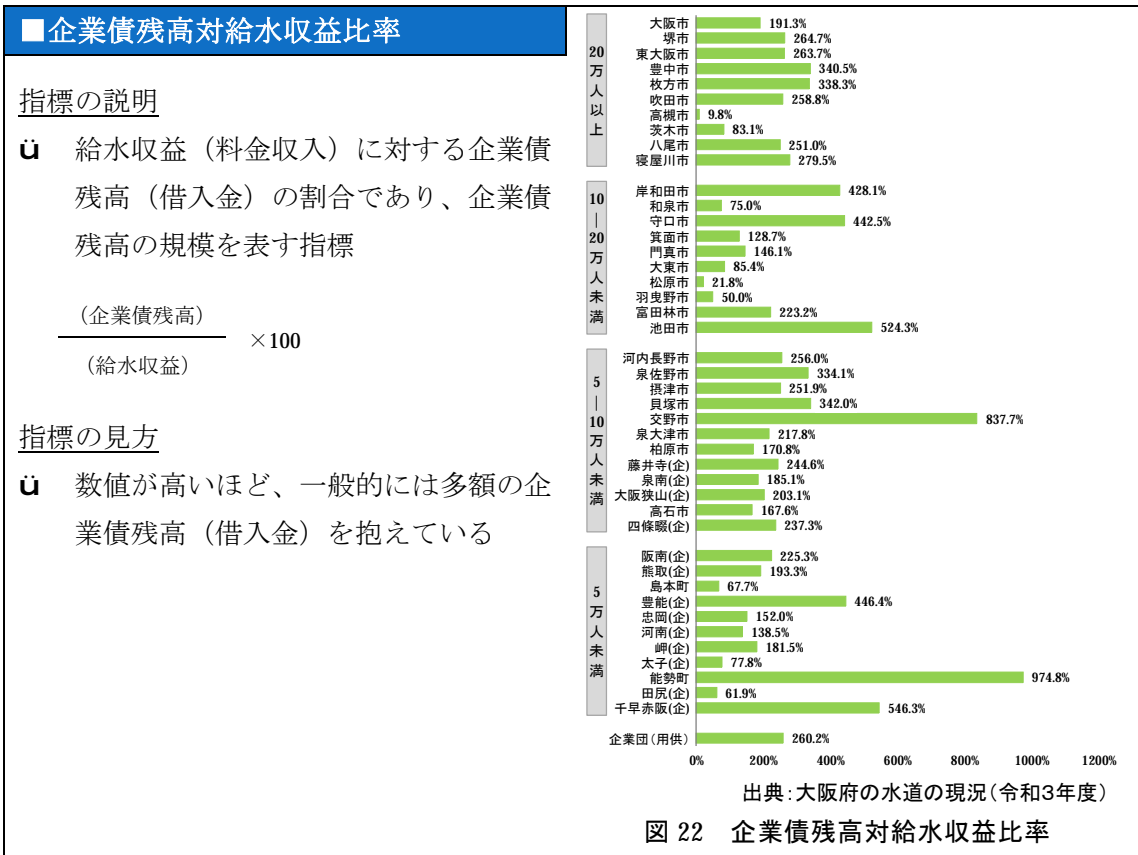 ■企業債残高対給水収益比率
指標の説明
ü 給水収益（料金収入）に対する企業債
残高（借入金）の割合であり、企業債
残高の規模を表す指標
（企業債残高）
（給水収益）
×100
指標の見方
ü 数値が高いほど、一般的には多額の企
業債残高（借入金）を抱えている
20万人以上
大阪市 191.3%
堺市 264.7%
東大阪市 263.7%
豊中市 340.5%
枚方市 338.3%
吹田市 258.8%
高槻市 9.8%
茨木市 83.1%
八尾市 251.0%
寝屋川市 279.5%
10｜20万人未満
岸和田市 428.1%
和泉市 75.0%
守口市 442.5%
箕面市 128.7%
門真市 146.1%
大東市 85.4%
松原市 21.8%
羽曳野市 50.0%
富田林市 223.2%
池田市 524.3%
5｜10万人未満
河内長野市 256.0%
泉佐野市 334.1%
摂津市 251.9%
貝塚市 342.0%
交野市 837.7%
泉大津市 217.8%
柏原市 170.8%
藤井寺(企) 244.6%
泉南(企) 185.1%
大阪狭山(企) 203.1%
高石市 167.6%
四條畷(企) 237.3%
5万人未満
阪南(企) 225.3%
熊取(企) 193.3%
島本町 67.7%
豊能(企) 446.4%
忠岡(企) 152.0%
河南(企) 138.5%
岬(企) 181.5%
太子(企) 77.8%
能勢町 974.8%
田尻(企) 61.9%
千早赤阪(企) 546.3%
企業団（用供） 260.2%
0% 200% 400% 600% 800% 1000% 1200%
出典：大阪府の水道の現況（令和3年度）
図 22 企業債残高対給水収益比率